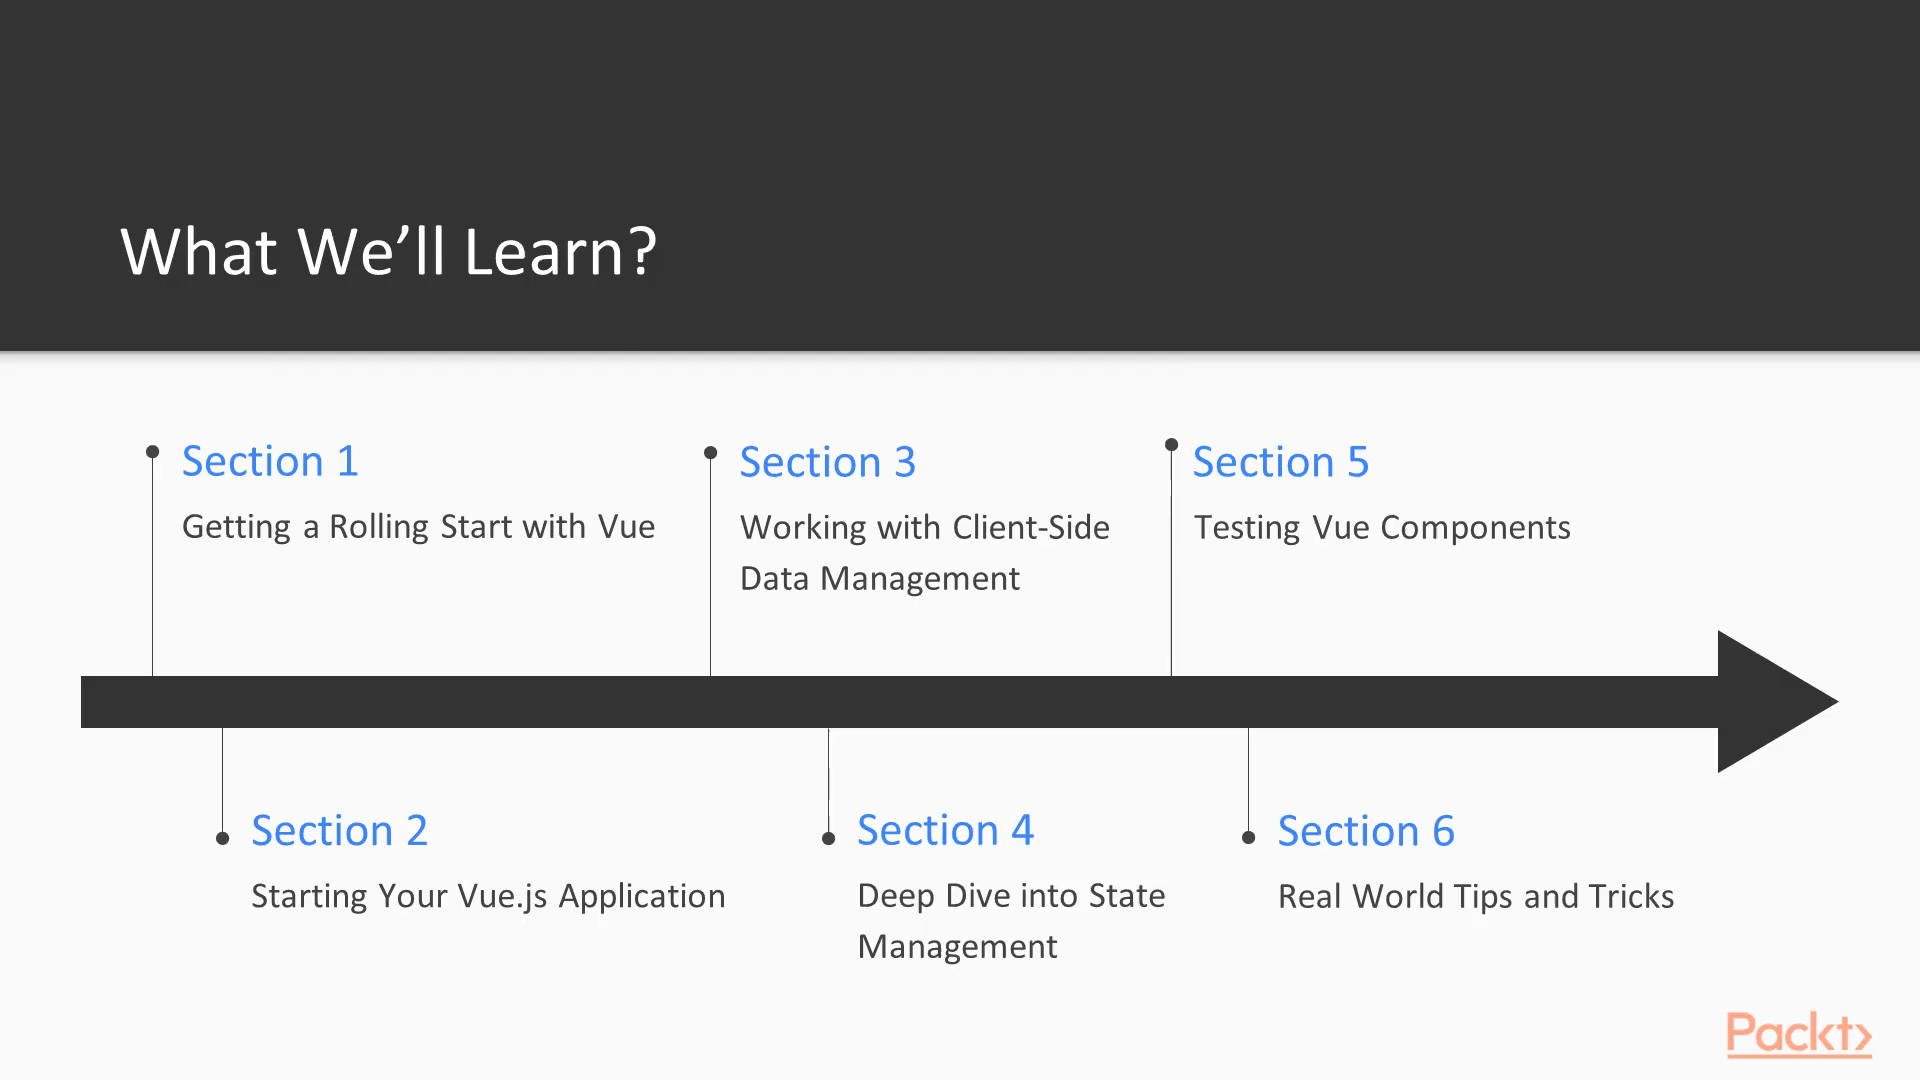 What We’ll Learn?
Section 1
Getting a Rolling Start with Vue
Section 2
Starting Your Vue.js Application
Section 3
Working with Client-Side
Data Management
Section 4
Deep Dive into State
Management
Section 5
Testing Vue Components
Section 6
Real World Tips and Tricks
Packt>